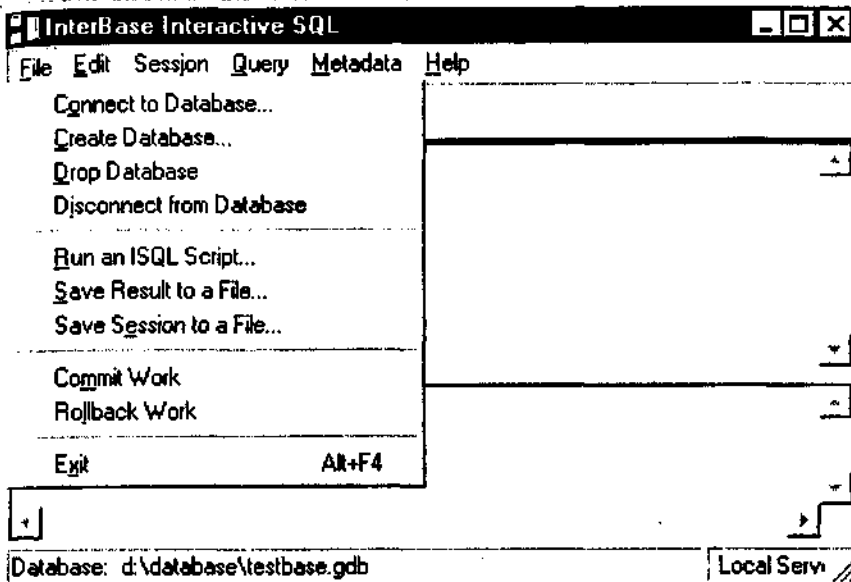 InterBase Interactive SQL
File Edit Session Query Metadata Help
Connect to Database...
Create Database...
Drop Database
Disconnect from Database
Run an ISQL Script...
Save Result to a File...
Save Session to a File...
Commit Work
Rollback Work
Exit Alt+F4
Database: d:\database\testbase.gdb Local Serv